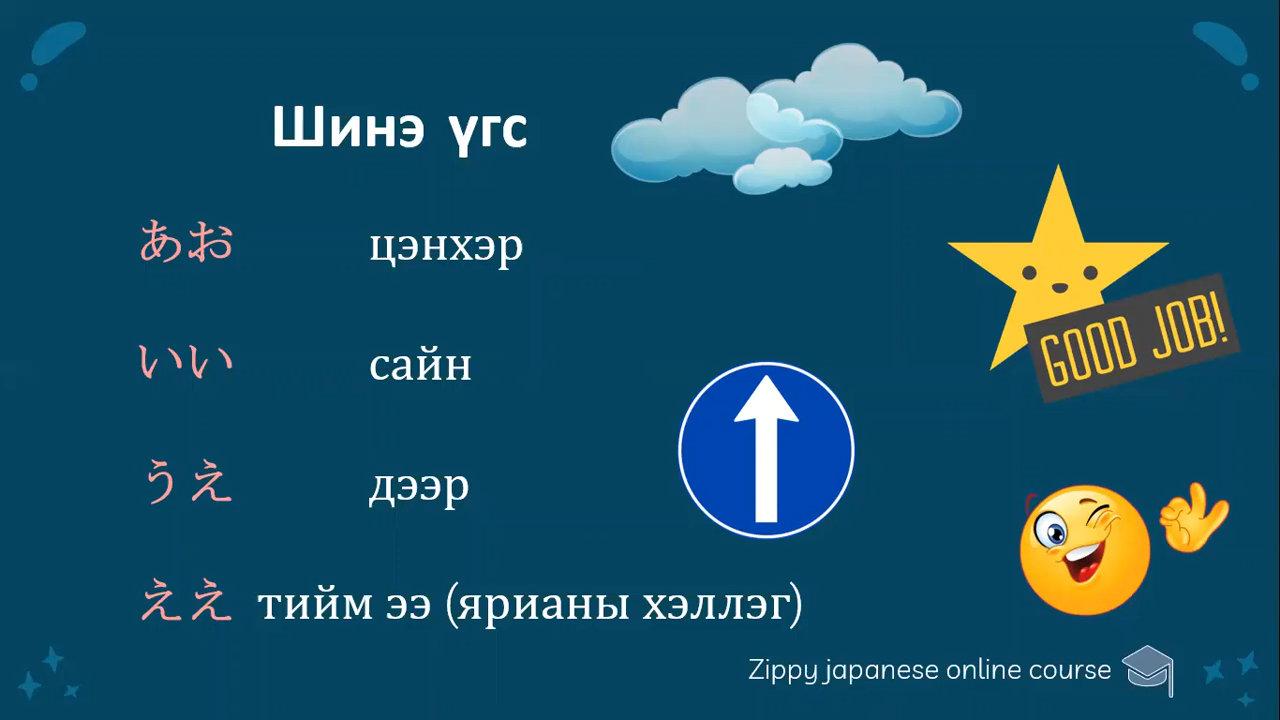 Шинэ үгс
あお цэнхэр
いい сайн
GOOD JOB!
うえ дээр
ええ тийм ээ (ярианы хэллэг)
Zippy japanese online course